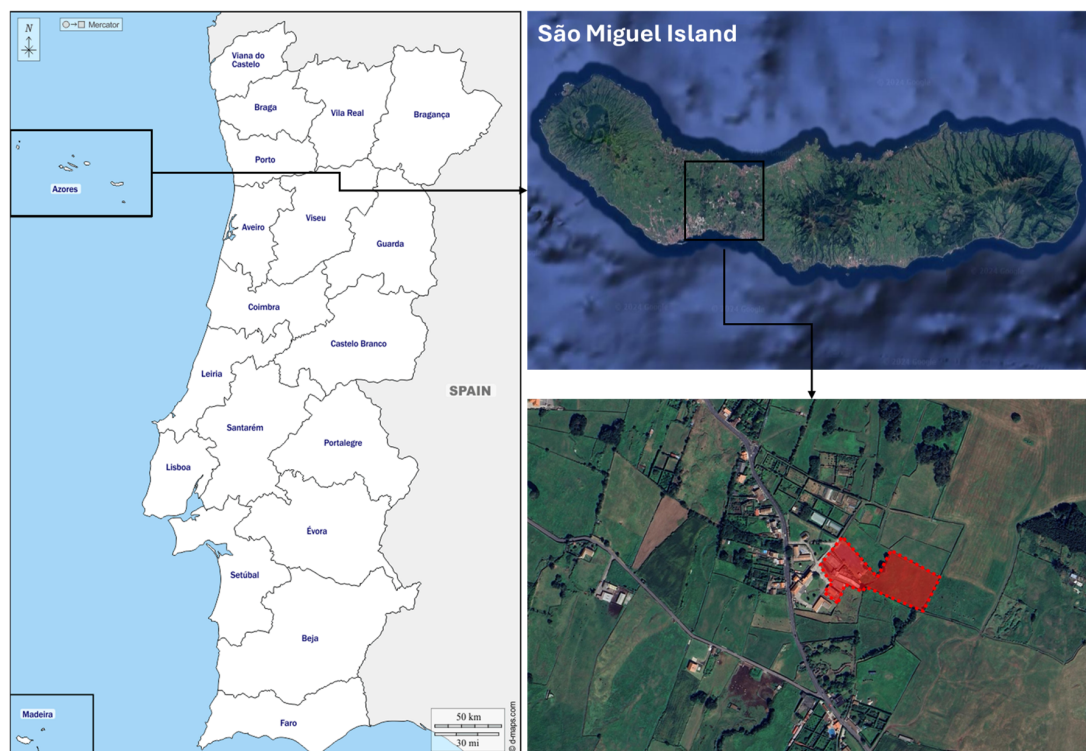 N
Mercator
Viana do
Castelo
Braga
Vila Real
Bragança
Porto
Azores
Aveiro
Viseu
Guarda
Coimbra
Castelo Branco
Leiria
SPAIN
Santarém
Portalegre
Lisboa
Évora
Setúbal
Beja
Madeira
Faro
50 km
30 mi
© d-maps.com
São Miguel Island